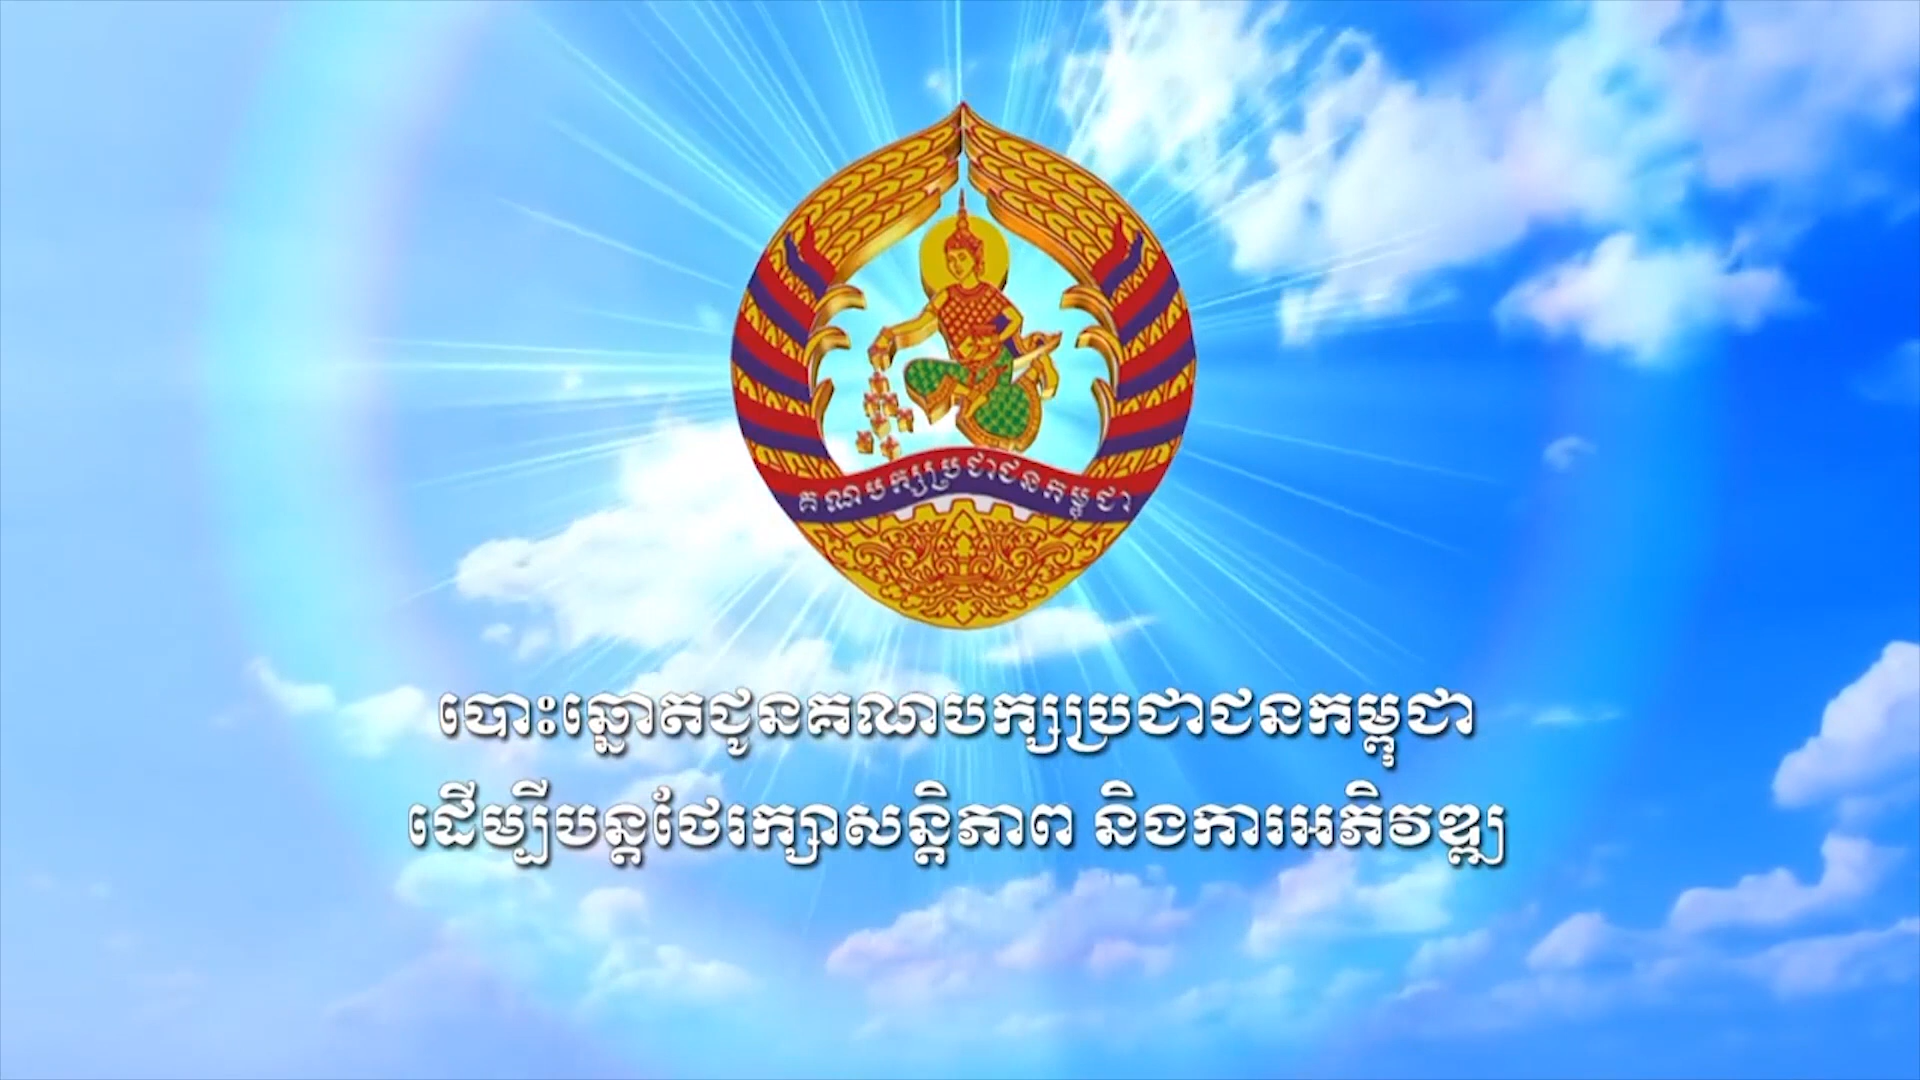 គណបក្សប្រជាជនកម្ពុជា
បោះឆ្នោតជូនគណបក្សប្រជាជនកម្ពុជា
ដើម្បីបន្តថែរក្សាសន្តិភាព និងការអភិវឌ្ឍ